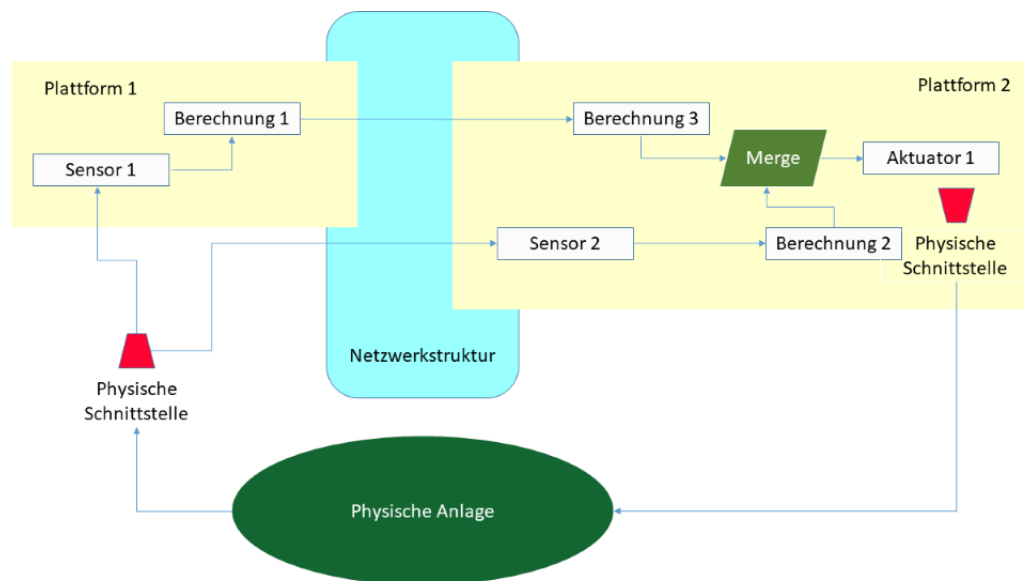 Plattform 1
Plattform 2
Berechnung 1
Berechnung 3
Sensor 1
Merge
Aktuator 1
Sensor 2
Berechnung 2
Physische
Schnittstelle
Netzwerkstruktur
Physische
Schnittstelle
Physische Anlage